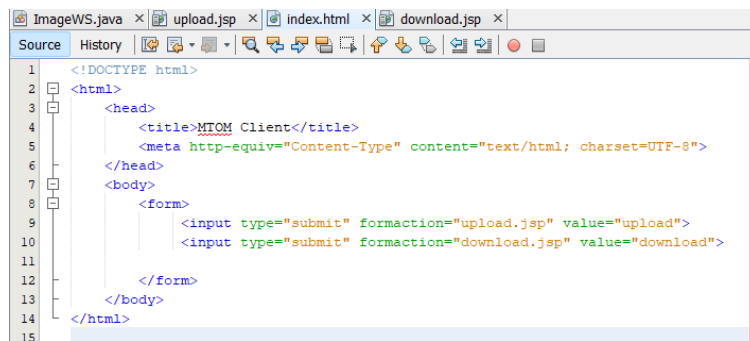 ImageWS.java upload.jsp index.html download.jsp
Source History
1 <!DOCTYPE html>
2 <html>
3 <head>
4 <title>MTOM Client</title>
5 <meta http-equiv="Content-Type" content="text/html; charset=UTF-8">
6 </head>
7 <body>
8 <form>
9 <input type="submit" formaction="upload.jsp" value="upload">
10 <input type="submit" formaction="download.jsp" value="download">
11
12 </form>
13 </body>
14 </html>
15